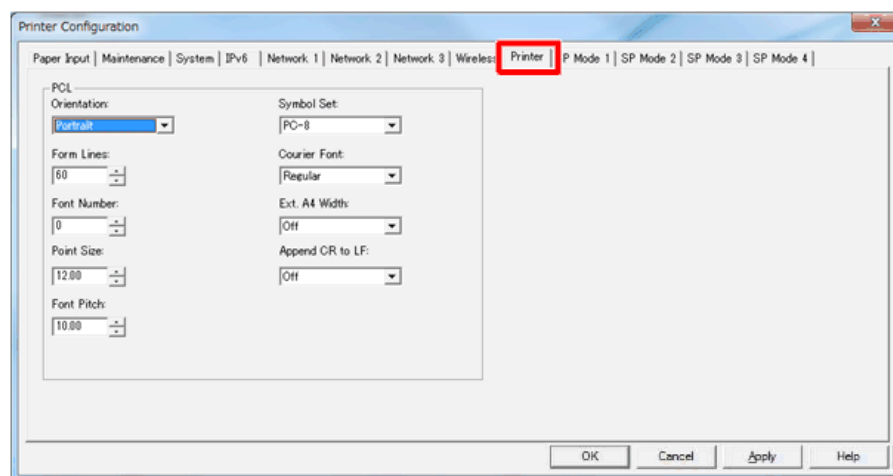 Printer Configuration
Paper Input | Maintenance | System | IPv6 | Network 1 | Network 2 | Network 3 | Wireless Printer | P Mode 1 | SP Mode 2 | SP Mode 3 | SP Mode 4 |
PCL
Orientation: Symbol Set:
Portrait PC-8
Form Lines: Courier Font:
60 Regular
Font Number: Ext. A4 Width:
0 Off
Point Size: Append CR to LF:
12.00 Off
Font Pitch:
10.00
OK Cancel Apply Help